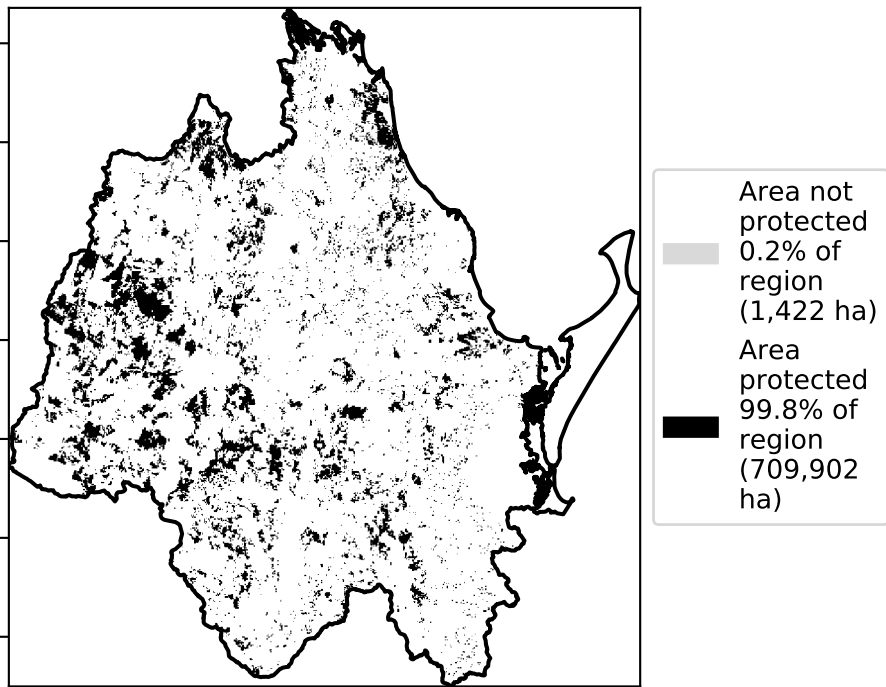 Area not
protected
0.2% of
region
(1,422 ha)
Area
protected
99.8% of
region
(709,902
ha)